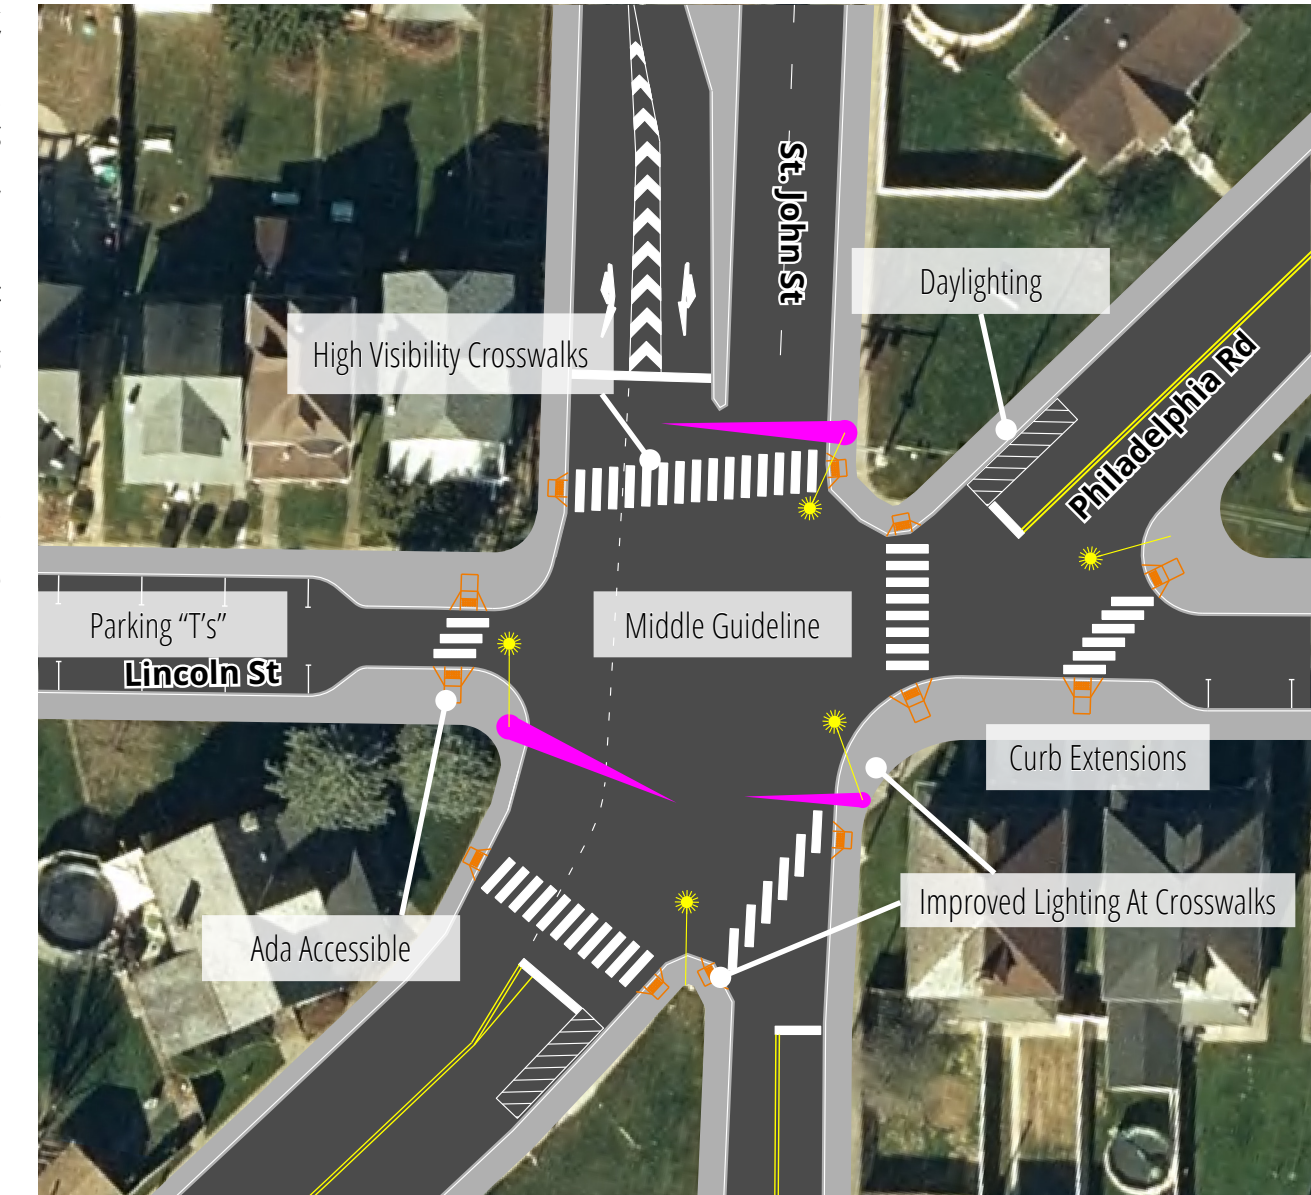 St. John St
Daylighting
High Visibility Crosswalks
Philadelphia Rd
Parking “T’s”
Middle Guideline
Lincoln St
Curb Extensions
Improved Lighting At Crosswalks
Ada Accessible